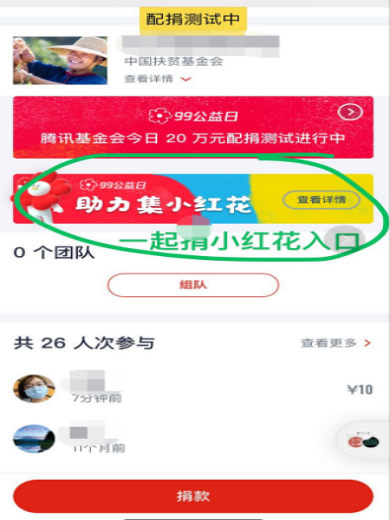 配捐测试中
中国扶贫基金会
查看详情
99公益日
腾讯基金会今日 20 万元配捐测试进行中
99公益日
助力集小红花
查看详情
一起捐小红花入口
0 个团队
组队
共 26 人次参与
查看更多
7分钟前
¥10
11个月前
捐款